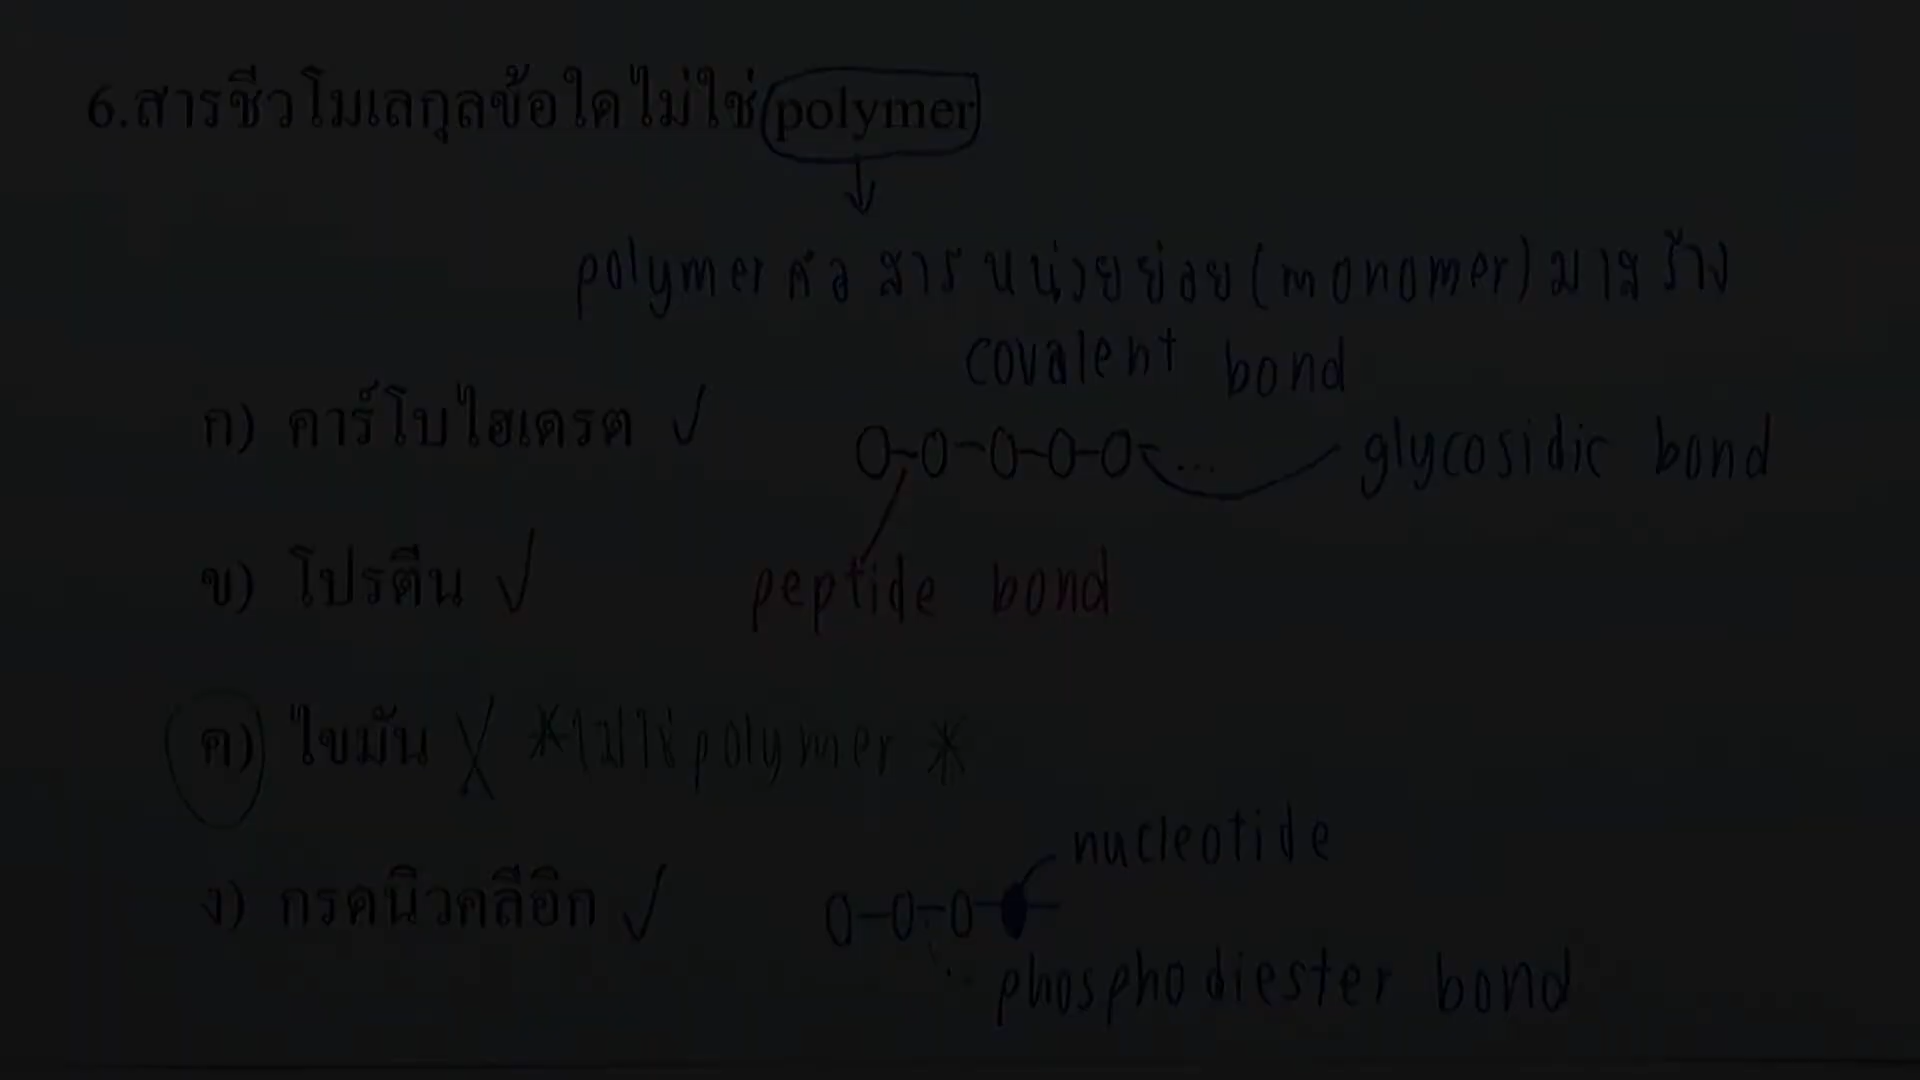 6.สารชีวโมเลกุลข้อใดไม่ใช่ polymer
polymer คือ สาร หน่วยย่อย (monomer) มาสร้าง
covalent bond
ก) คาร์โบไฮเดรต ✓
glycosidic bond
ข) โปรตีน ✓ peptide bond
ค) ไขมัน X *ไม่ใช่ polymer *
nucleotide
ง) กรดนิวคลีอิก ✓
phosphodiester bond